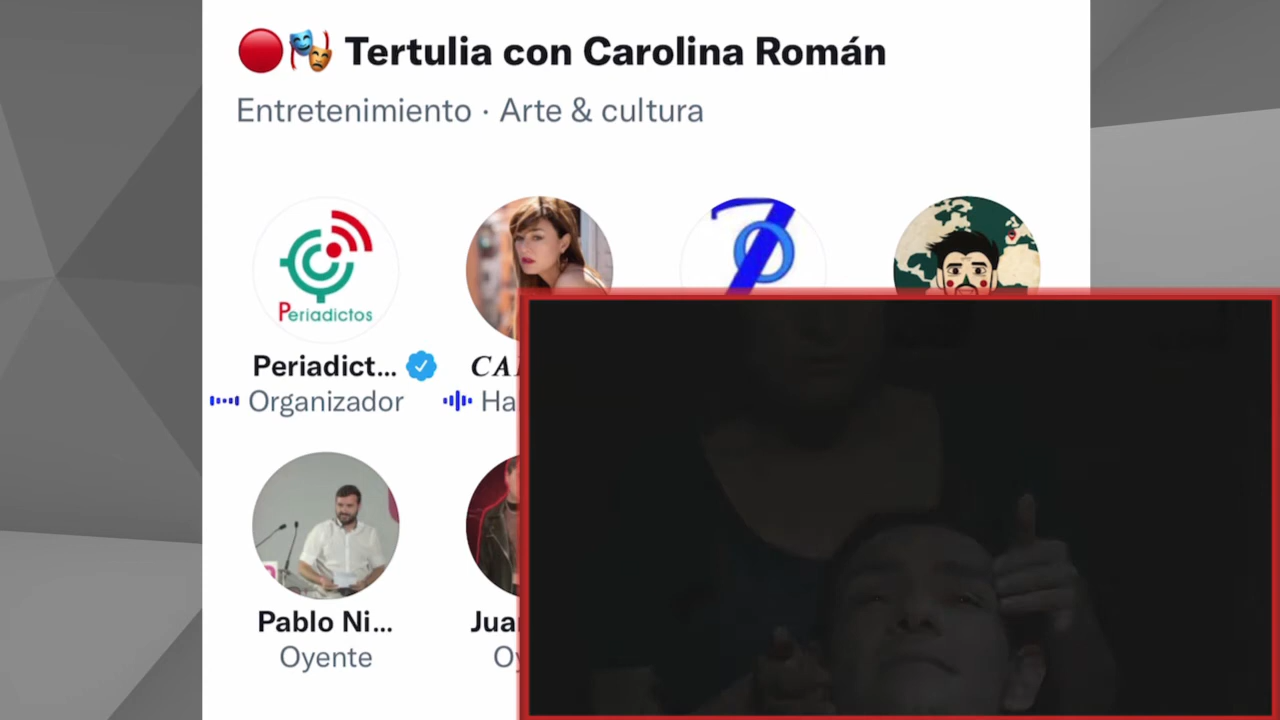 Tertulia con Carolina Román
Entretenimiento · Arte & cultura
Periadictos
Periadict...
Organizador
CA
Ha
Pablo Ni...
Oyente
Jua
Oy